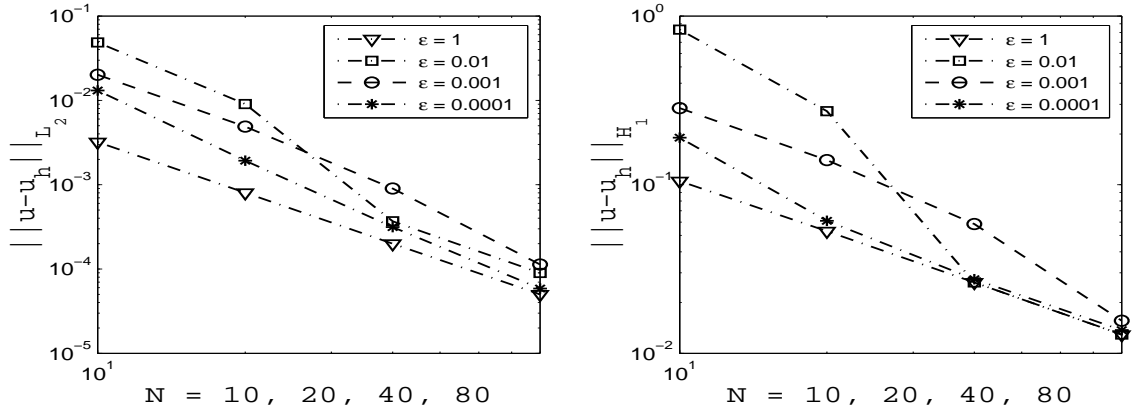 ||u−u_h||_{L_2}
10^{-1}
10^{-2}
10^{-3}
10^{-4}
10^{-5}
10^1
ε = 1
ε = 0.01
ε = 0.001
ε = 0.0001
N = 10, 20, 40, 80
||u−u_h||_{H_1}
10^0
10^{-1}
10^{-2}
10^1
ε = 1
ε = 0.01
ε = 0.001
ε = 0.0001
N = 10, 20, 40, 80